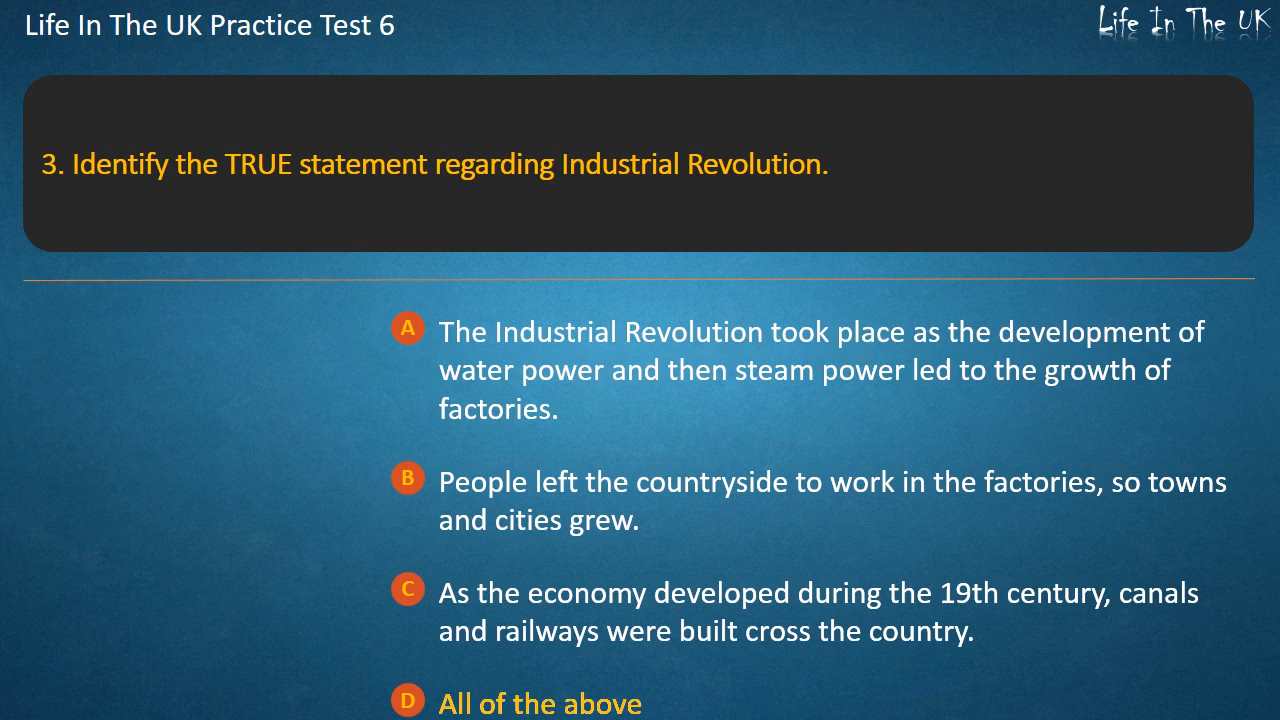 Life In The UK Practice Test 6
Life In The UK
3. Identify the TRUE statement regarding Industrial Revolution.
A The Industrial Revolution took place as the development of
water power and then steam power led to the growth of
factories.
B People left the countryside to work in the factories, so towns
and cities grew.
C As the economy developed during the 19th century, canals
and railways were built cross the country.
D All of the above